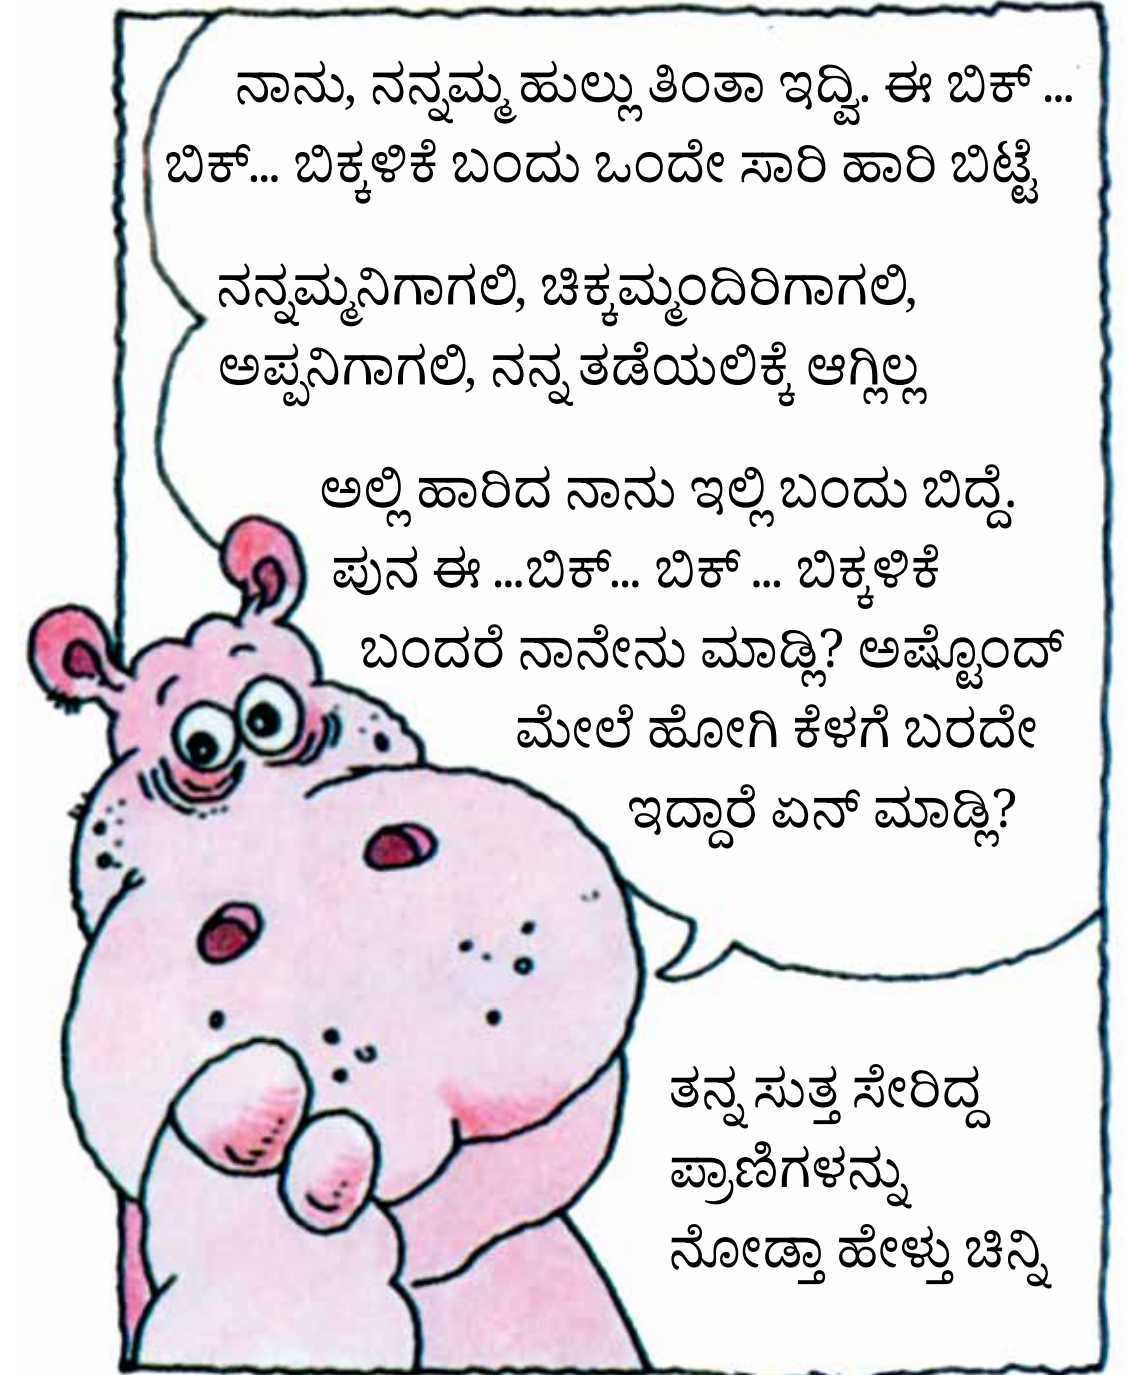 ನಾನು, ನನ್ನಮ್ಮ ಹುಲ್ಲು ತಿಂತಾ ಇದ್ವಿ. ಈ ಬಿಕ್ ...
ಬಿಕ್... ಬಿಕ್ಕಳಿಕೆ ಬಂದು ಒಂದೇ ಸಾರಿ ಹಾರಿ ಬಿಟ್ಟೆ
ನನ್ನಮ್ಮನಿಗಾಗಲಿ, ಚಿಕ್ಕಮ್ಮಂದಿರಿಗಾಗಲಿ,
ಅಪ್ಪನಿಗಾಗಲಿ, ನನ್ನ ತಡೆಯಲಿಕ್ಕೆ ಆಗ್ಲಿಲ್ಲ
ಅಲ್ಲಿ ಹಾರಿದ ನಾನು ಇಲ್ಲಿ ಬಂದು ಬಿದ್ದೆ.
ಪುನ ಈ ...ಬಿಕ್... ಬಿಕ್ ... ಬಿಕ್ಕಳಿಕೆ
ಬಂದರೆ ನಾನೇನು ಮಾಡ್ಲಿ? ಅಷ್ಟೊಂದ್
ಮೇಲೆ ಹೋಗಿ ಕೆಳಗೆ ಬರದೇ
ಇದ್ದಾರೆ ಏನ್ ಮಾಡ್ಲಿ?
ತನ್ನ ಸುತ್ತ ಸೇರಿದ್ದ
ಪ್ರಾಣಿಗಳನ್ನು
ನೋಡ್ತಾ ಹೇಳ್ತು ಚಿನ್ನಿ